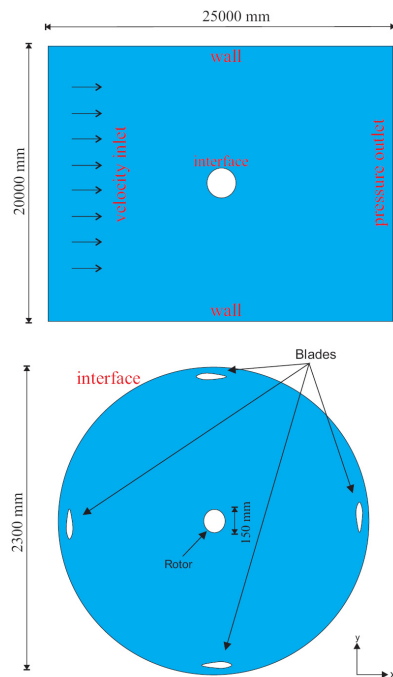 25000 mm
wall
20000 mm
velocity inlet
interface
pressure outlet
wall
Blades
interface
2300 mm
150 mm
Rotor
y
x